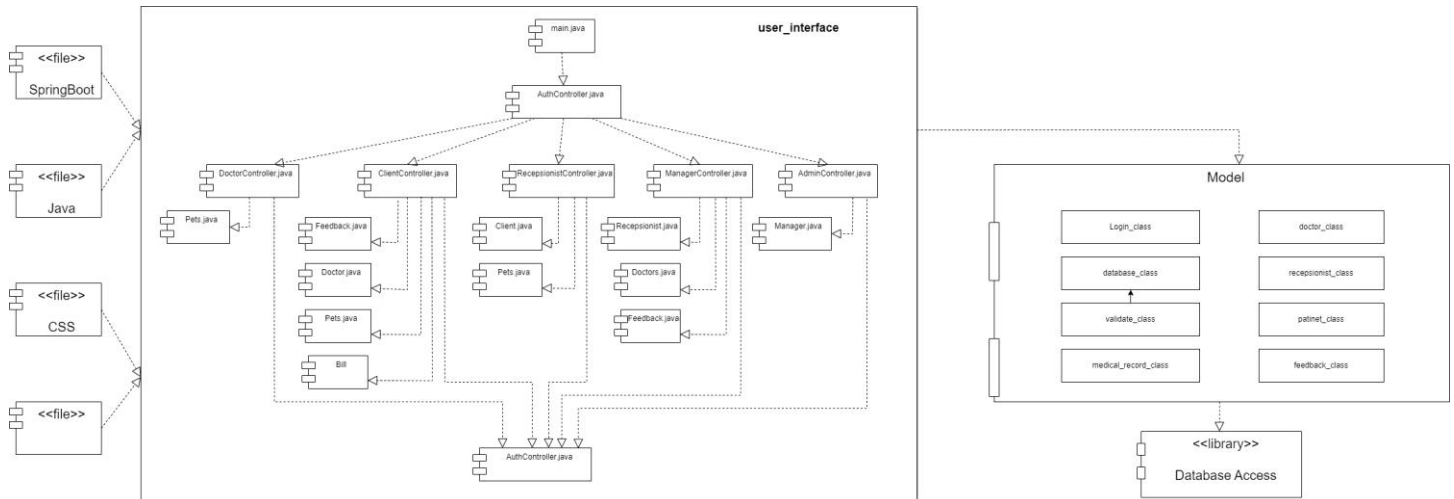 user_interface
main.java
<<file>>
SpringBoot
AuthController.java
DoctorController.java
ClientController.java
RecepsionistController.java
ManagerController.java
AdminController.java
<<file>>
Java
Pets.java
Feedback.java
Client.java
Recepsionist.java
Manager.java
Doctor.java
Pets.java
Doctors.java
<<file>>
CSS
Pets.java
Feedback.java
Bill
<<file>>
AuthController.java
Model
Login_class
doctor_class
database_class
recepsionist_class
validate_class
patinet_class
medical_record_class
feedback_class
<<library>>
Database Access